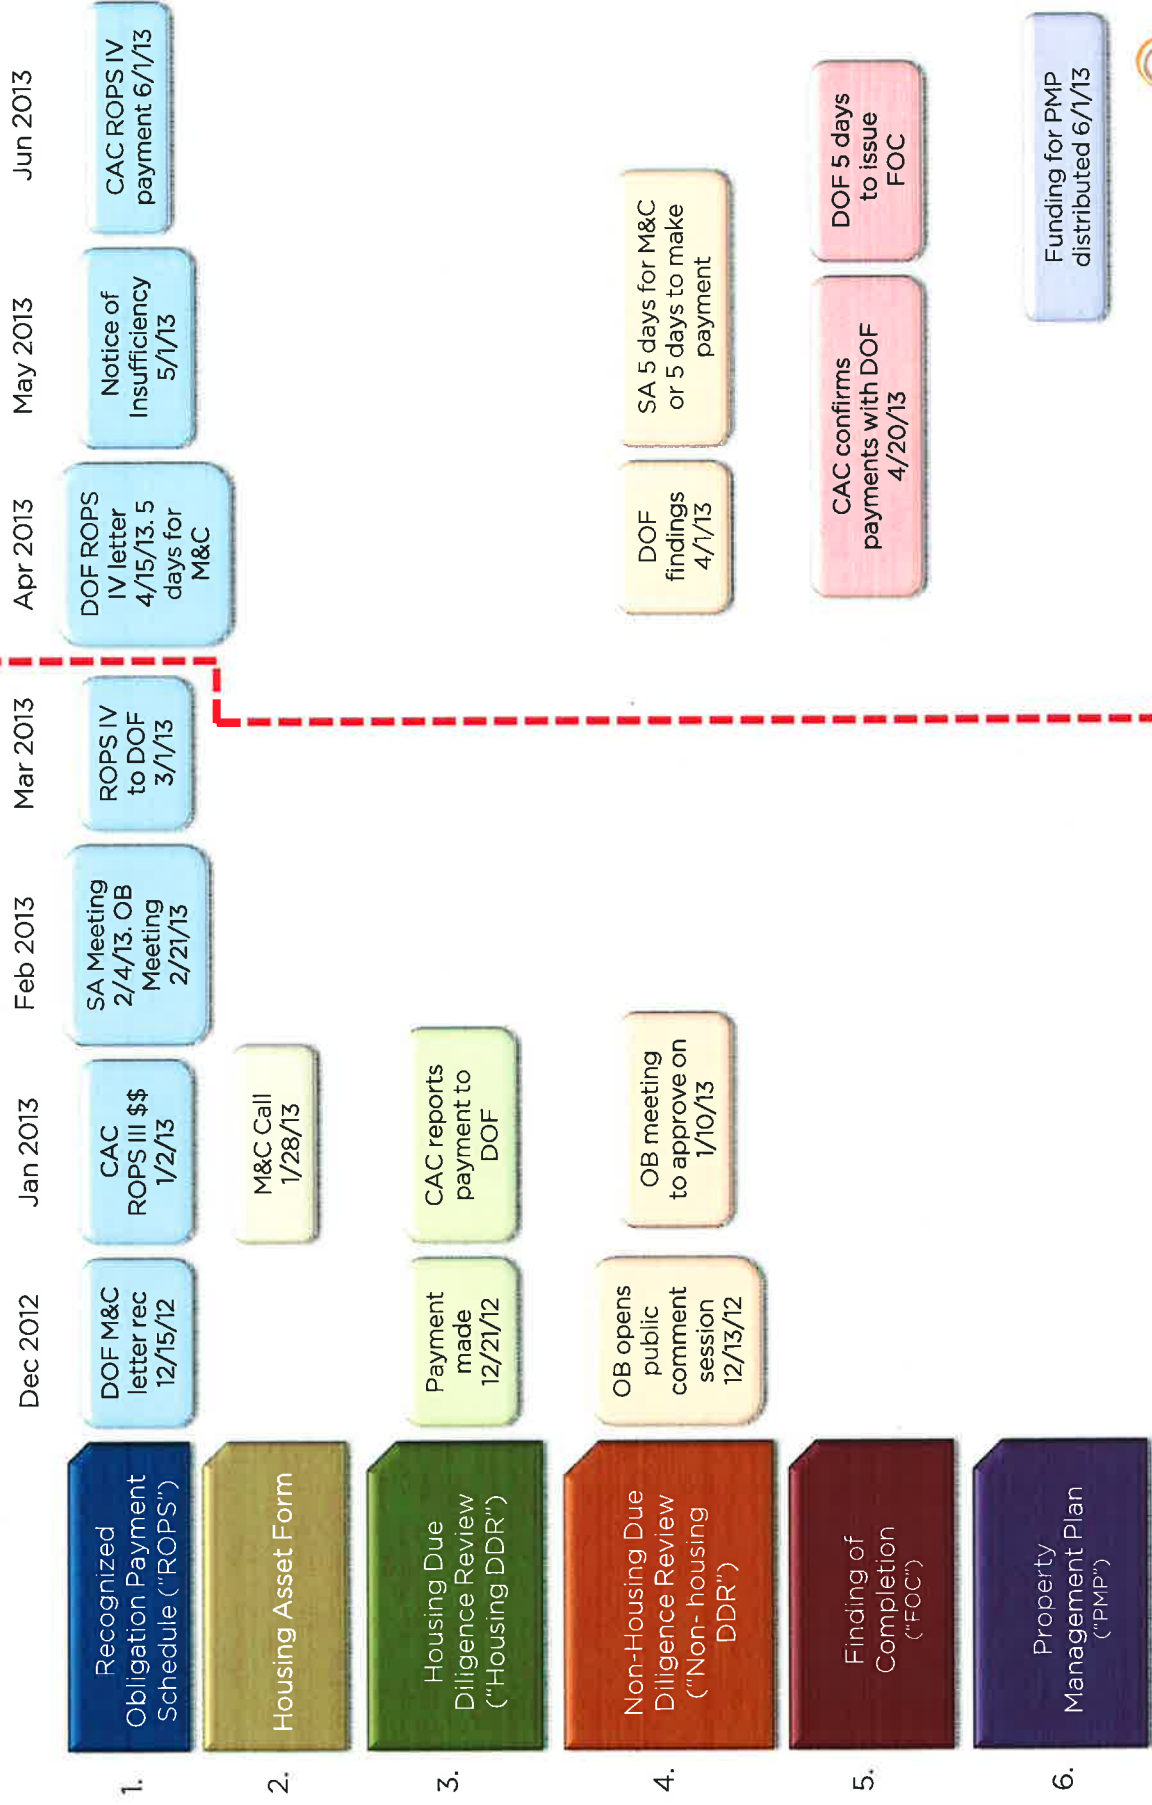 Dec 2012
Jan 2013
Feb 2013
Mar 2013
Apr 2013
May 2013
Jun 2013
1.
Recognized
Obligation Payment
Schedule ("ROPS")
DOF M&C
letter rec
12/15/12
CAC
ROPS III $$
1/2/13
SA Meeting
2/4/13. OB
Meeting
2/21/13
ROPS IV
to DOF
3/1/13
DOF ROPS
IV letter
4/15/13. 5
days for
M&C
Notice of
Insufficiency
5/1/13
CAC ROPS IV
payment 6/1/13
2.
Housing Asset Form
M&C Call
1/28/13
3.
Housing Due
Diligence Review
("Housing DDR")
Payment
made
12/21/12
CAC reports
payment to
DOF
4.
Non-Housing Due
Diligence Review
("Non- housing
DDR")
OB opens
public
comment
session
12/13/12
OB meeting
to approve on
1/10/13
DOF
findings
4/1/13
SA 5 days for M&C
or 5 days to make
payment
5.
Finding of
Completion
("FOC")
CAC confirms
payments with DOF
4/20/13
DOF 5 days
to issue
FOC
6.
Property
Management Plan
("PMP")
Funding for PMP
distributed 6/1/13